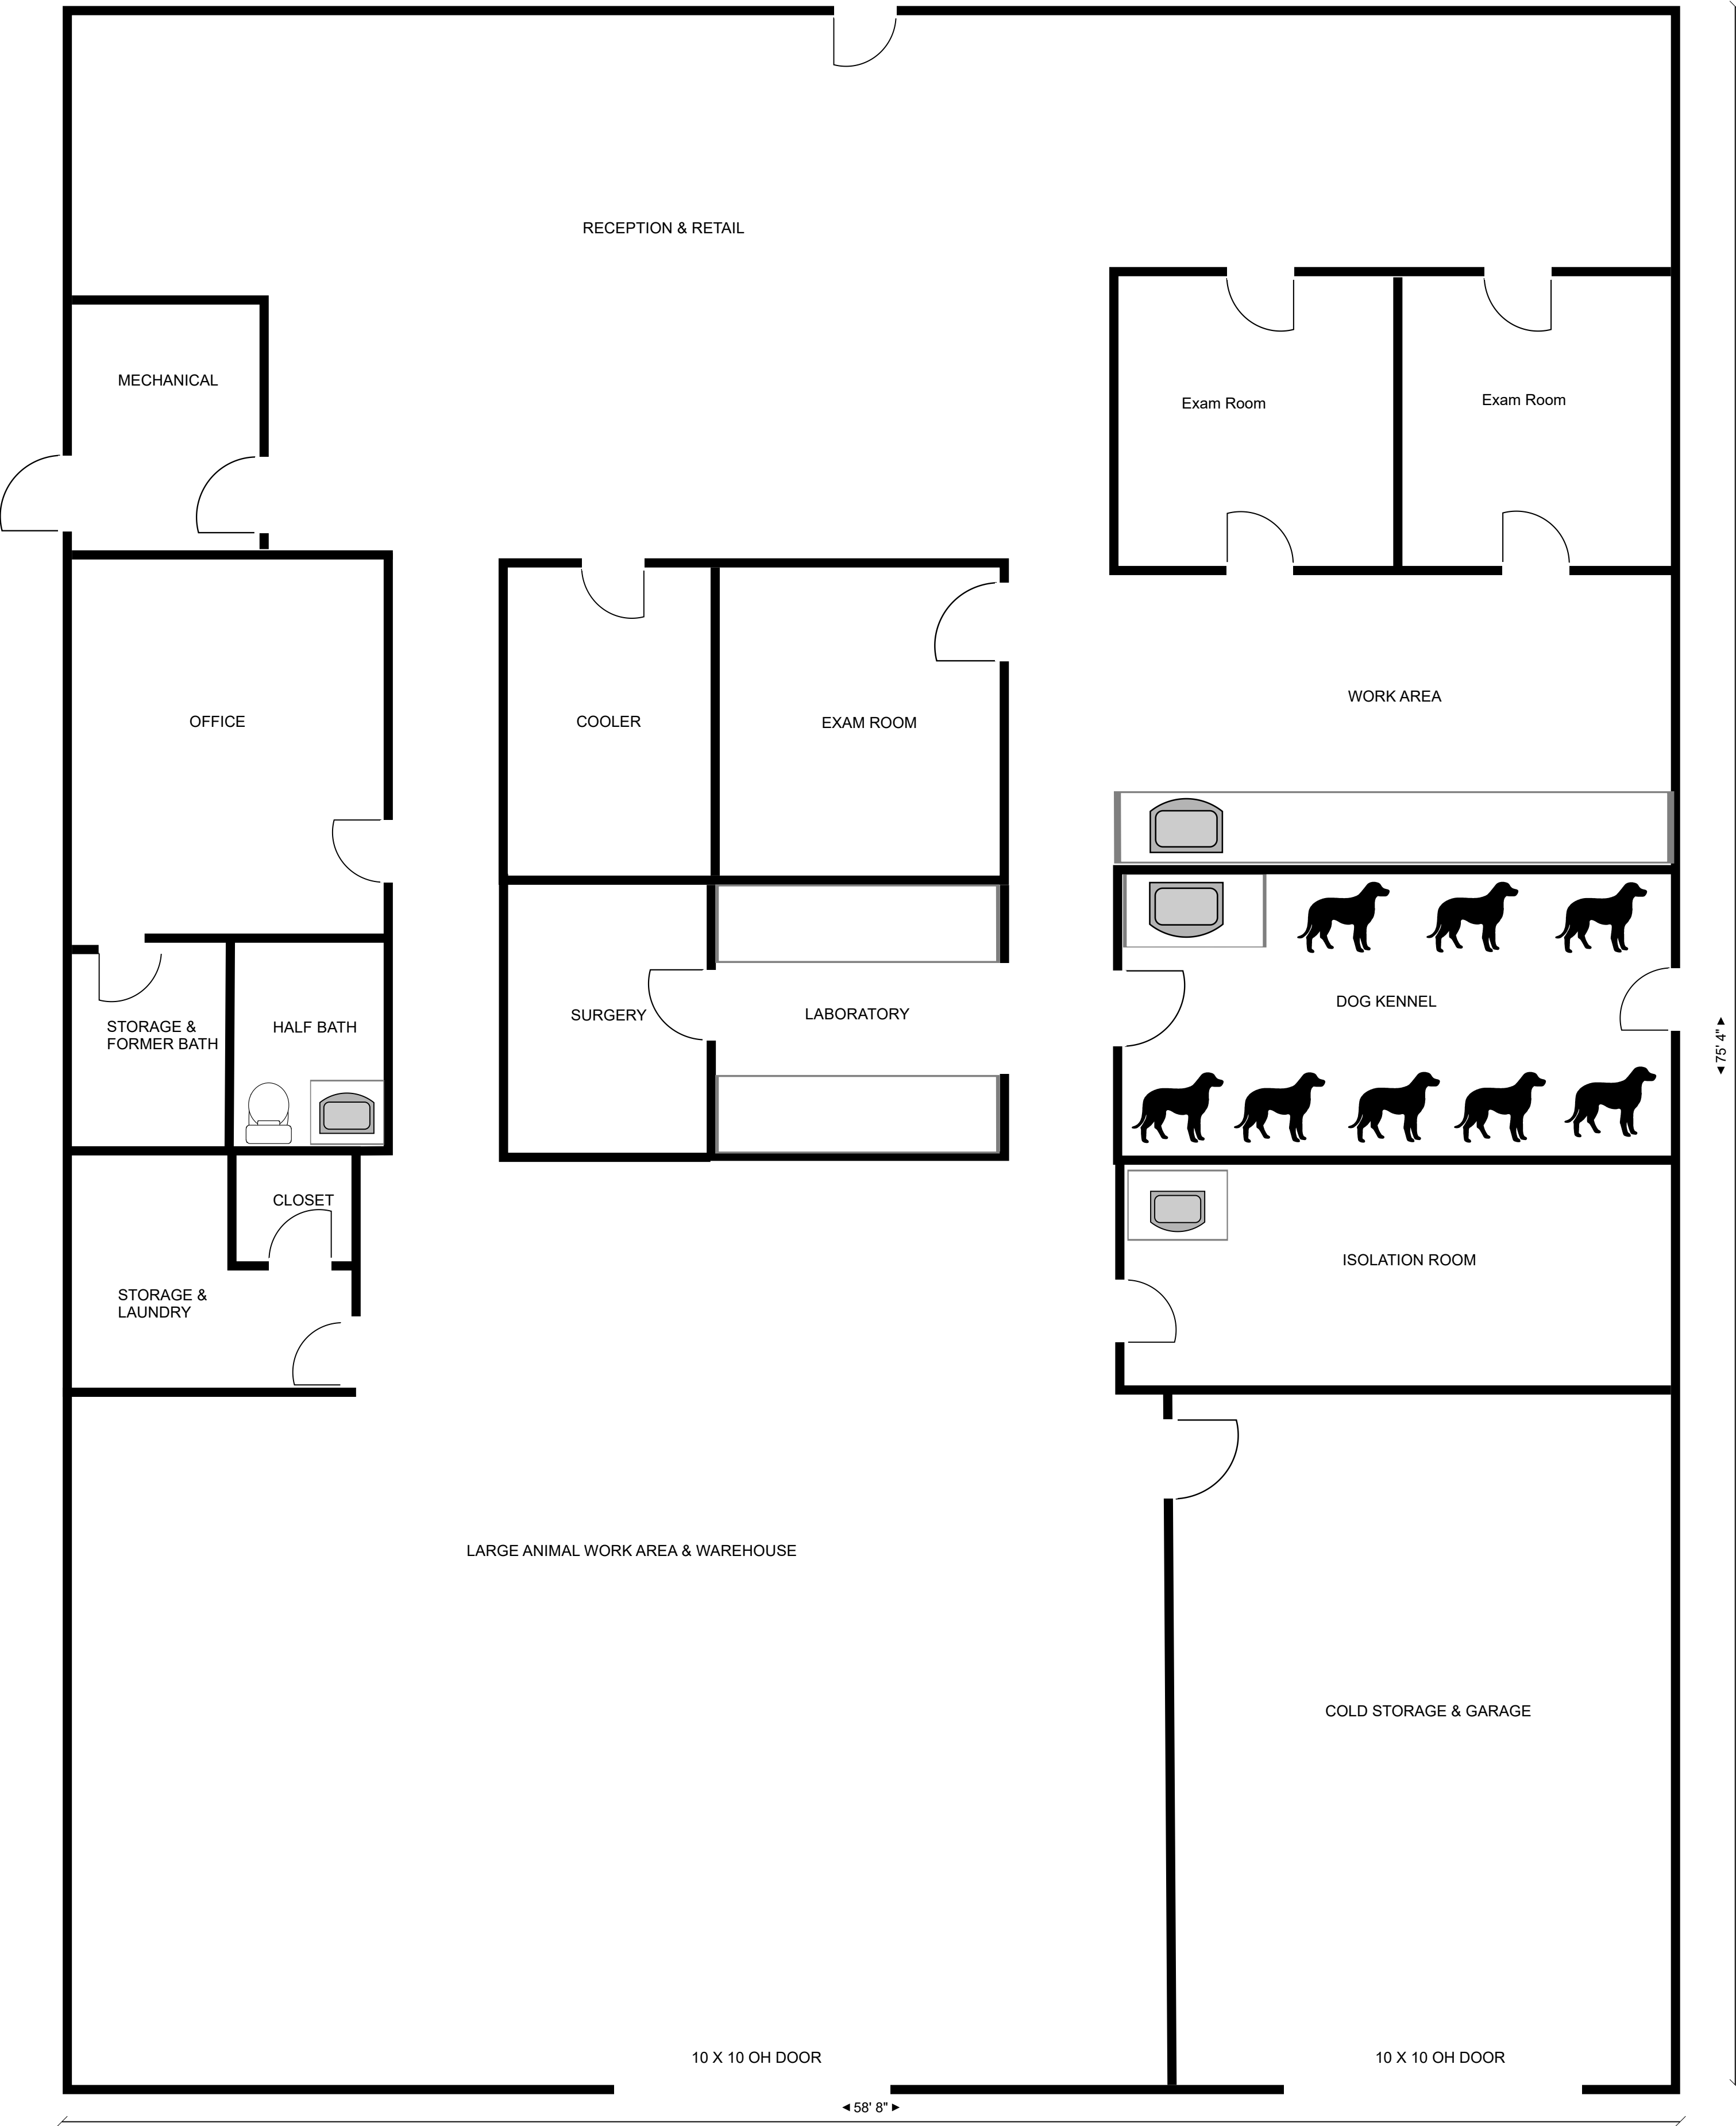 RECEPTION & RETAIL
MECHANICAL
Exam Room
Exam Room
WORK AREA
OFFICE
COOLER
EXAM ROOM
DOG KENNEL
SURGERY
LABORATORY
STORAGE &
FORMER BATH
HALF BATH
75' 4"
CLOSET
ISOLATION ROOM
STORAGE &
LAUNDRY
LARGE ANIMAL WORK AREA & WAREHOUSE
COLD STORAGE & GARAGE
10 X 10 OH DOOR
10 X 10 OH DOOR
58' 8"